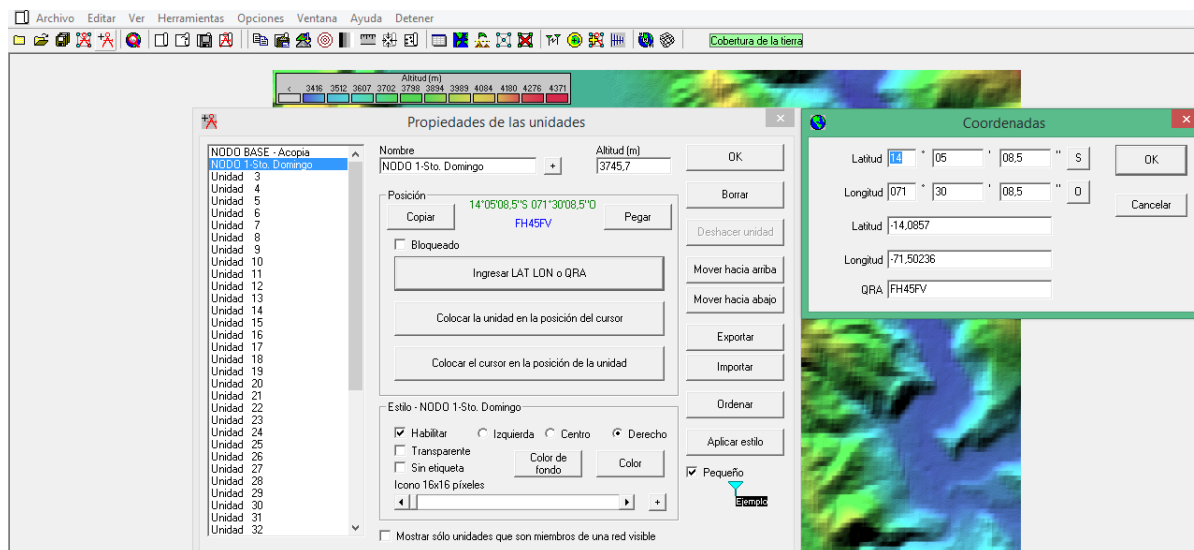 Archivo Editar Ver Herramientas Opciones Ventana Ayuda Detener
Cobertura de la tierra
Altitud (m)
< 3416 3512 3607 3702 3798 3894 3989 4084 4180 4276 4371
Propiedades de las unidades
NODO BASE - Acopia
NODO 1-Sto. Domingo
Unidad 3
Unidad 4
Unidad 5
Unidad 6
Unidad 7
Unidad 8
Unidad 9
Unidad 10
Unidad 11
Unidad 12
Unidad 13
Unidad 14
Unidad 15
Unidad 16
Unidad 17
Unidad 18
Unidad 19
Unidad 20
Unidad 21
Unidad 22
Unidad 23
Unidad 24
Unidad 25
Unidad 26
Unidad 27
Unidad 28
Unidad 29
Unidad 30
Unidad 31
Unidad 32
Nombre
NODO 1-Sto. Domingo
+
Altitud (m)
3745,7
Posición
Copiar
14°05'08,5"S 071°30'08,5"O
FH45FV
Pegar
Bloqueado
Ingresar LAT LON o QRA
Colocar la unidad en la posición del cursor
Colocar el cursor en la posición de la unidad
Estilo - NODO 1-Sto. Domingo
Habilitar Izquierda Centro Derecho
Transparente
Sin etiqueta
Color de
fondo
Color
Icono 16x16 píxeles
+
Mostrar sólo unidades que son miembros de una red visible
OK
Borrar
Deshacer unidad
Mover hacia arriba
Mover hacia abajo
Exportar
Importar
Ordenar
Aplicar estilo
Pequeño
Ejemplo
Coordenadas
Latitud 14 ° 05 ' 08,5 " S
Longitud 071 ° 30 ' 08,5 " O
Latitud -14,0857
Longitud -71,50236
QRA FH45FV
OK
Cancelar